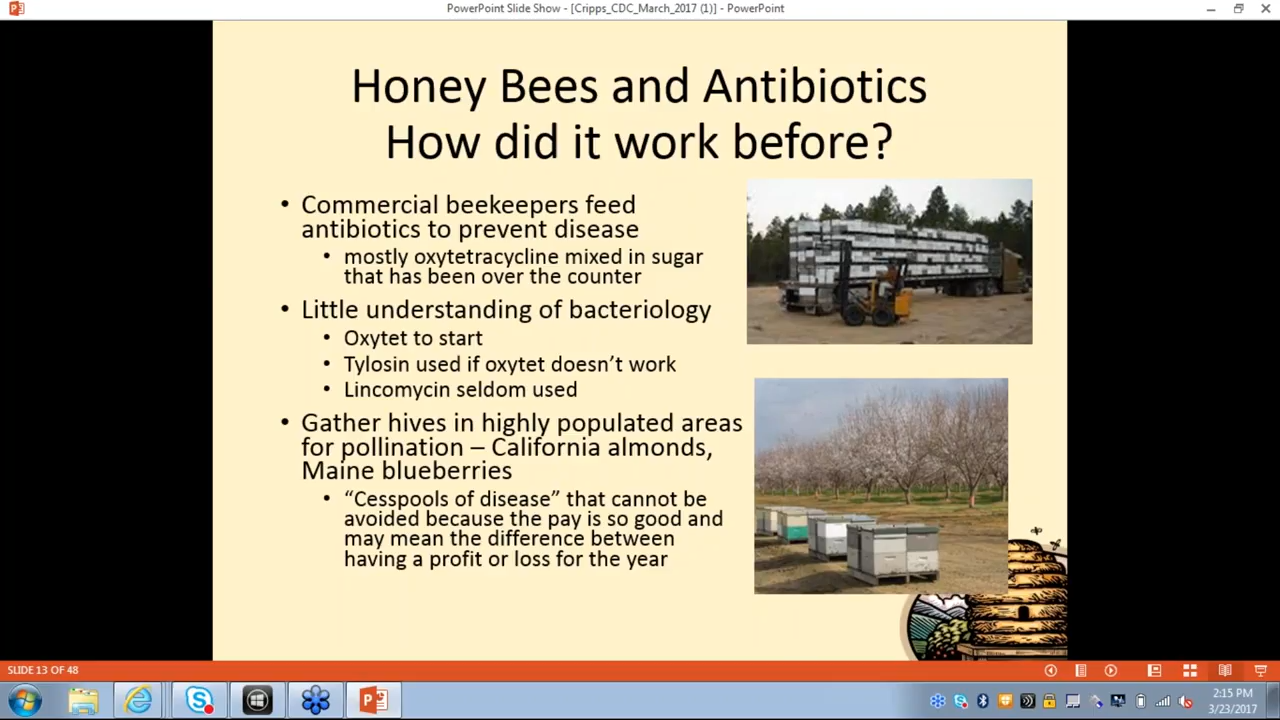 PowerPoint Slide Show - [Cripps_CDC_March_2017 (1)] - PowerPoint
Honey Bees and Antibiotics
How did it work before?
• Commercial beekeepers feed
antibiotics to prevent disease
• mostly oxytetracycline mixed in sugar
that has been over the counter
• Little understanding of bacteriology
• Oxytet to start
• Tylosin used if oxytet doesn't work
• Lincomycin seldom used
• Gather hives in highly populated areas
for pollination – California almonds,
Maine blueberries
• “Cesspools of disease” that cannot be
avoided because the pay is so good and
may mean the difference between
having a profit or loss for the year
SLIDE 13 OF 48
2:15 PM
3/23/2017